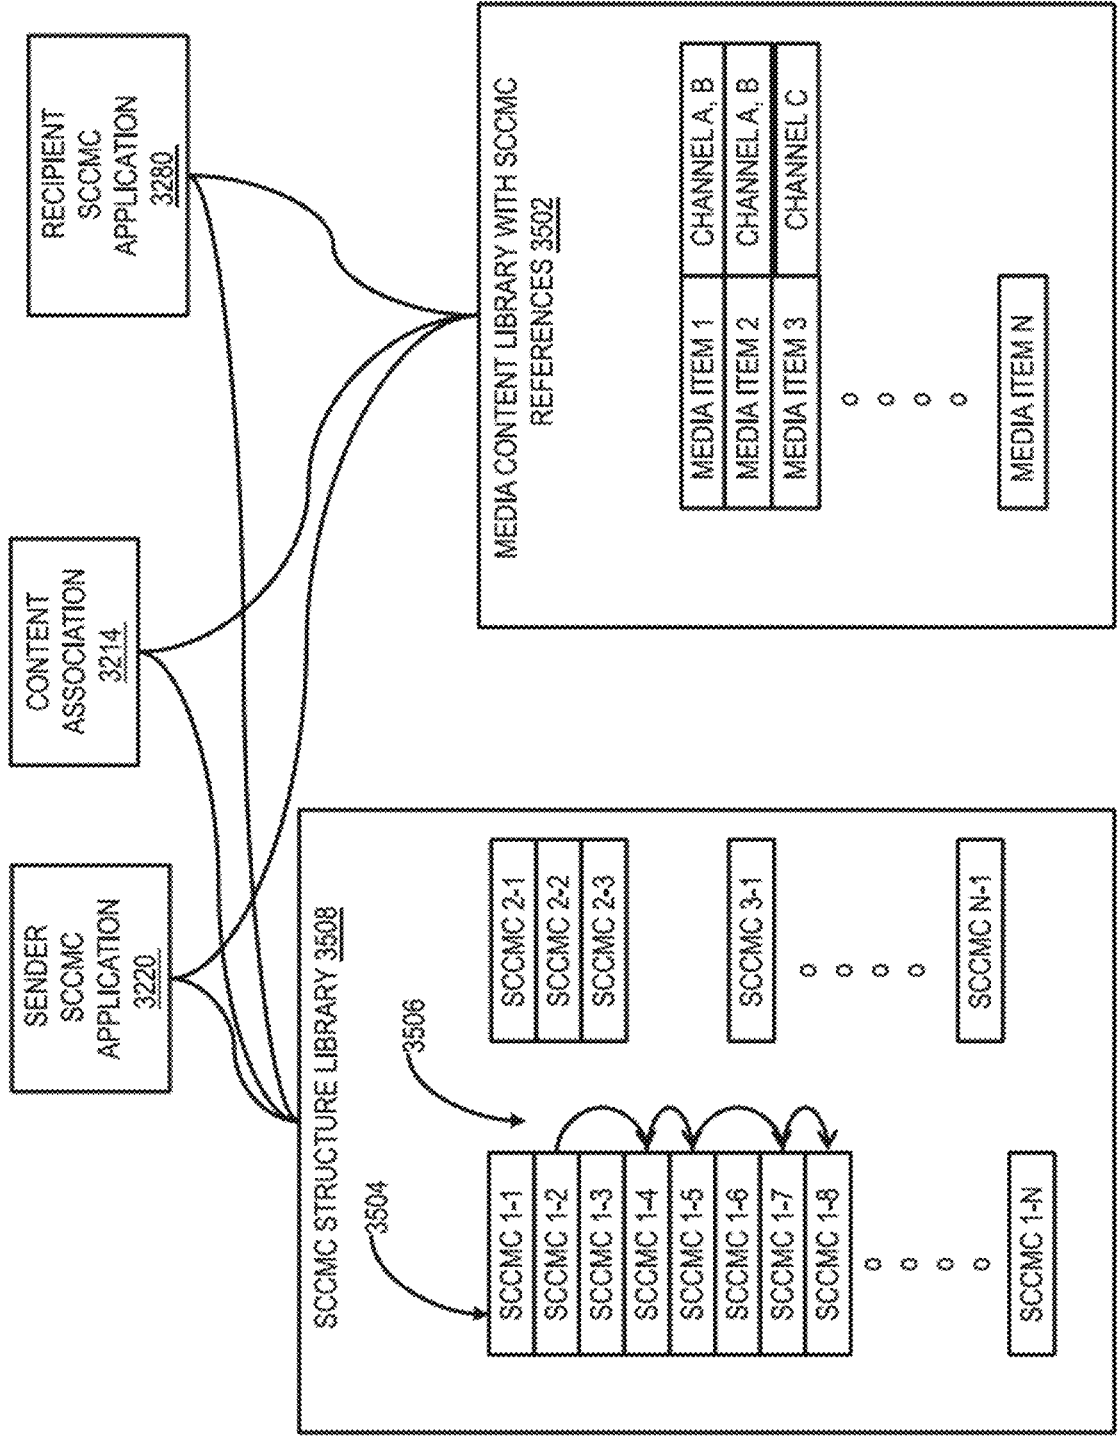 SENDER
SCCMC
APPLICATION
3220
CONTENT
ASSOCIATION
3214
RECIPIENT
SCCMC
APPLICATION
3280
SCCMC STRUCTURE LIBRARY 3508
3504
3506
SCCMC 1-1
SCCMC 1-2
SCCMC 1-3
SCCMC 1-4
SCCMC 1-5
SCCMC 1-6
SCCMC 1-7
SCCMC 1-8
SCCMC 1-N
SCCMC 2-1
SCCMC 2-2
SCCMC 2-3
SCCMC 3-1
SCCMC N-1
MEDIA CONTENT LIBRARY WITH SCCMC
REFERENCES 3502
MEDIA ITEM 1 CHANNEL A, B
MEDIA ITEM 2 CHANNEL A, B
MEDIA ITEM 3 CHANNEL C
MEDIA ITEM N